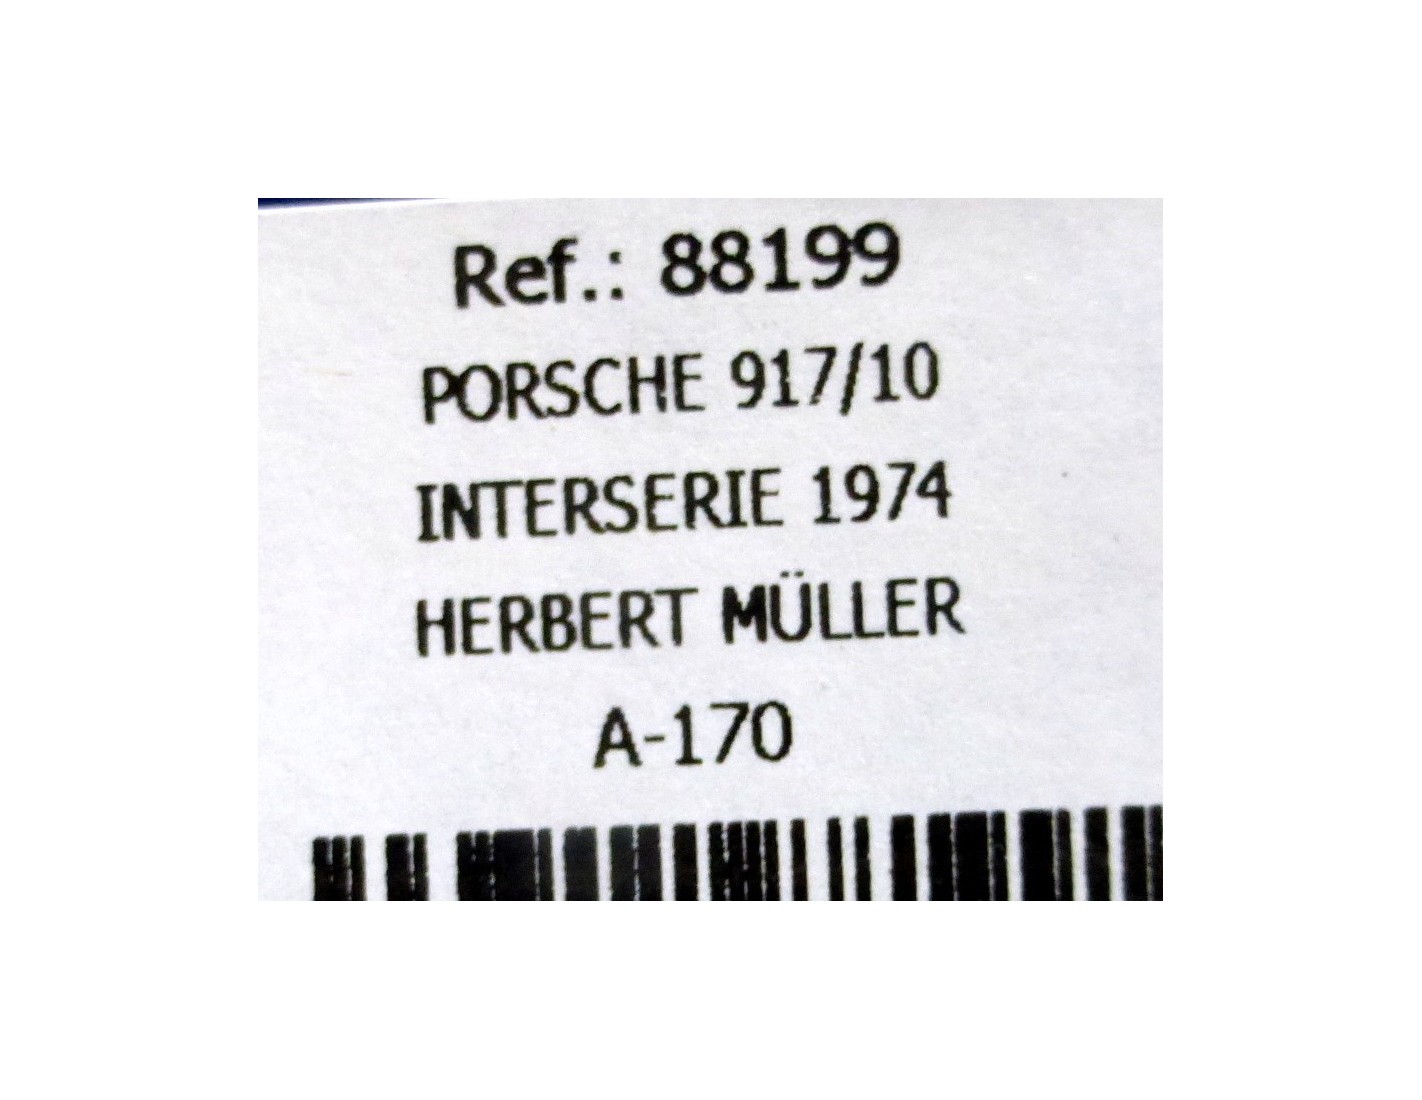 Ref.: 88199
PORSCHE 917/10
INTERSERIE 1974
HERBERT MÜLLER
A-170